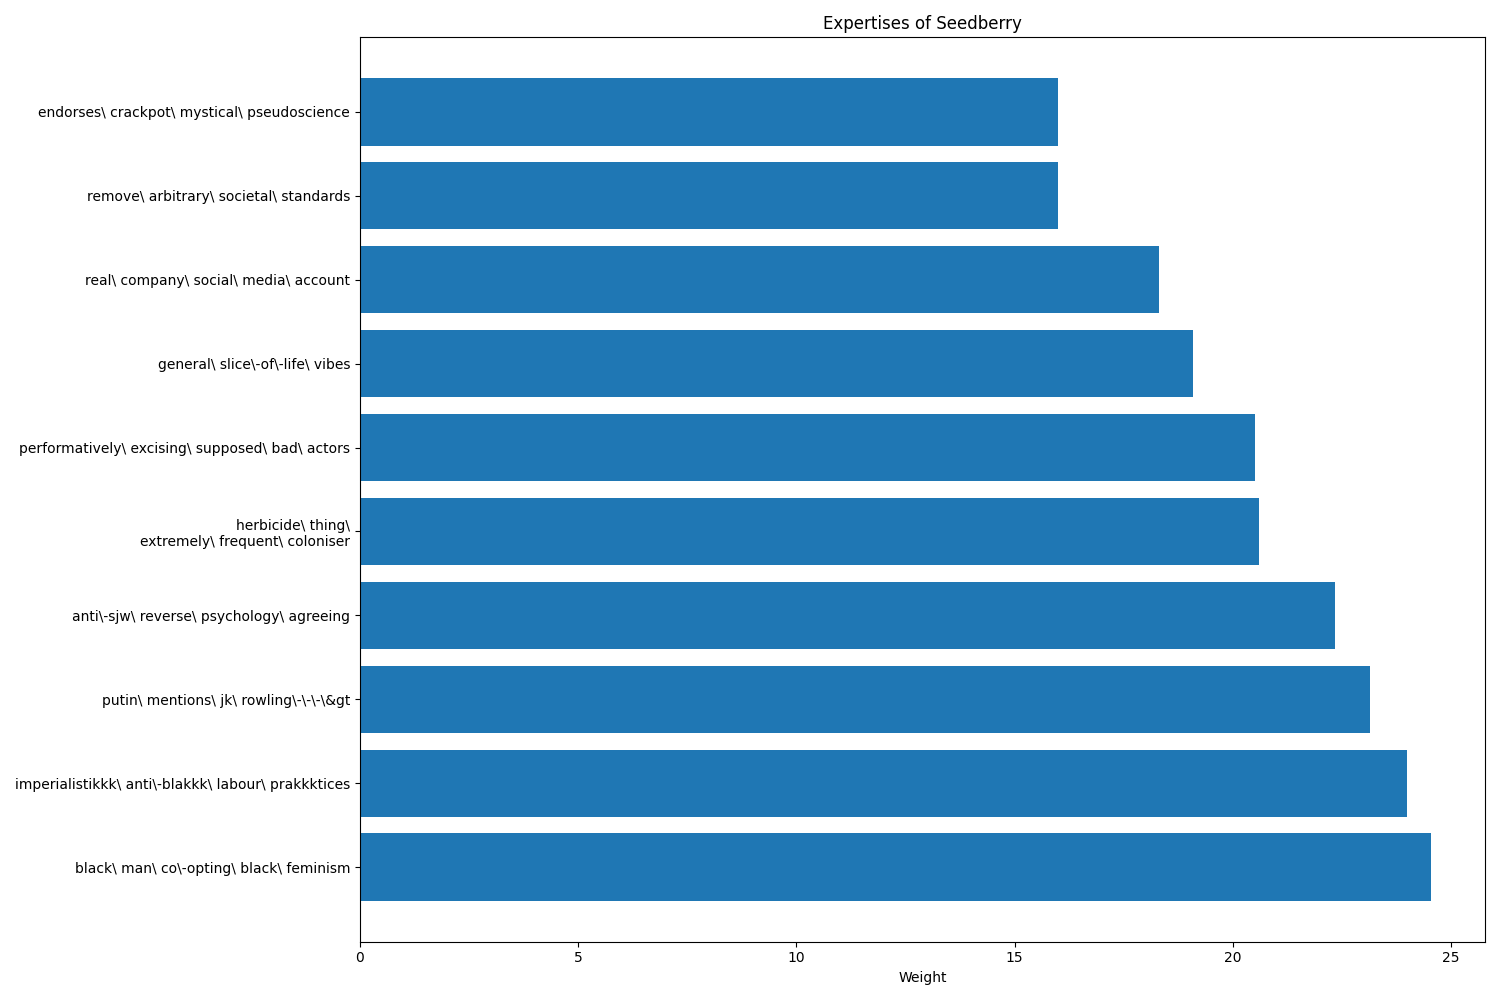 Expertises of Seedberry
endorses\ crackpot\ mystical\ pseudoscience
remove\ arbitrary\ societal\ standards
real\ company\ social\ media\ account
general\ slice\-of\-life\ vibes
performatively\ excising\ supposed\ bad\ actors
herbicide\ thing\
extremely\ frequent\ coloniser
anti\-sjw\ reverse\ psychology\ agreeing
putin\ mentions\ jk\ rowling\-\-\-\&gt
imperialistikkk\ anti\-blakkk\ labour\ prakkktices
black\ man\ co\-opting\ black\ feminism
0 5 10 15 20 25
Weight